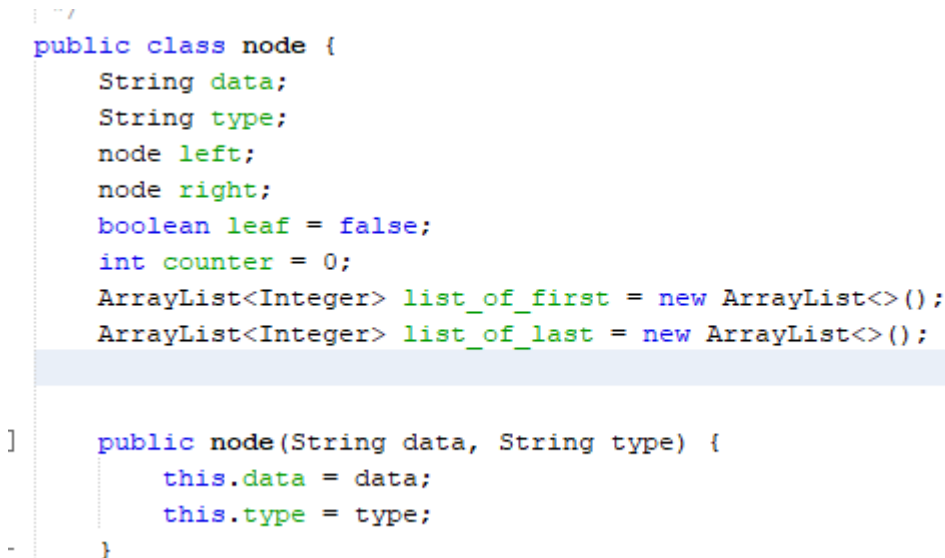 */
public class node {
String data;
String type;
node left;
node right;
boolean leaf = false;
int counter = 0;
ArrayList<Integer> list_of_first = new ArrayList<>();
ArrayList<Integer> list_of_last = new ArrayList<>();
public node(String data, String type) {
this.data = data;
this.type = type;
}